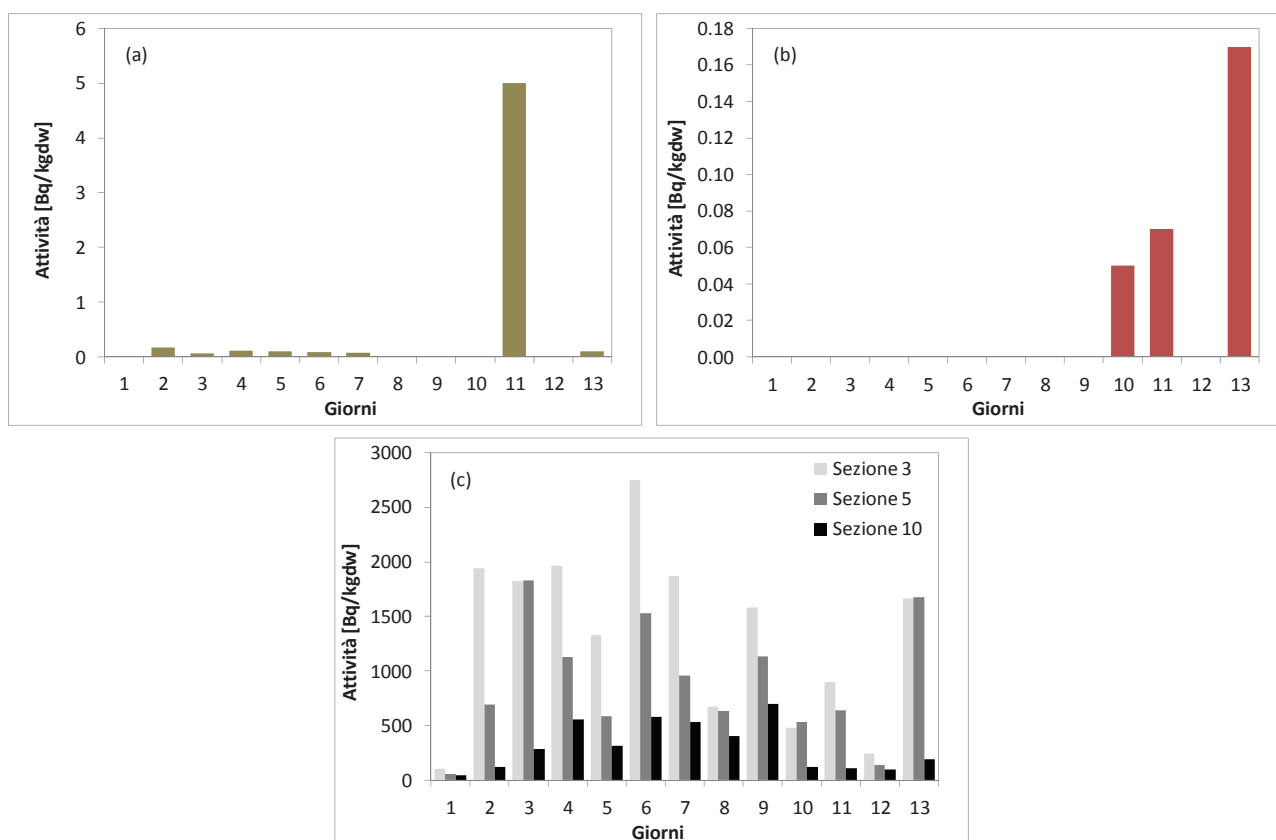 (a)
Attività [Bq/kgdw]
6
5
4
3
2
1
0
1 2 3 4 5 6 7 8 9 10 11 12 13
Giorni
(b)
Attività [Bq/kgdw]
0.18
0.16
0.14
0.12
0.10
0.08
0.06
0.04
0.02
0.00
1 2 3 4 5 6 7 8 9 10 11 12 13
Giorni
(c)
Attività [Bq/kgdw]
3000
2500
2000
1500
1000
500
0
Sezione 3
Sezione 5
Sezione 10
1 2 3 4 5 6 7 8 9 10 11 12 13
Giorni